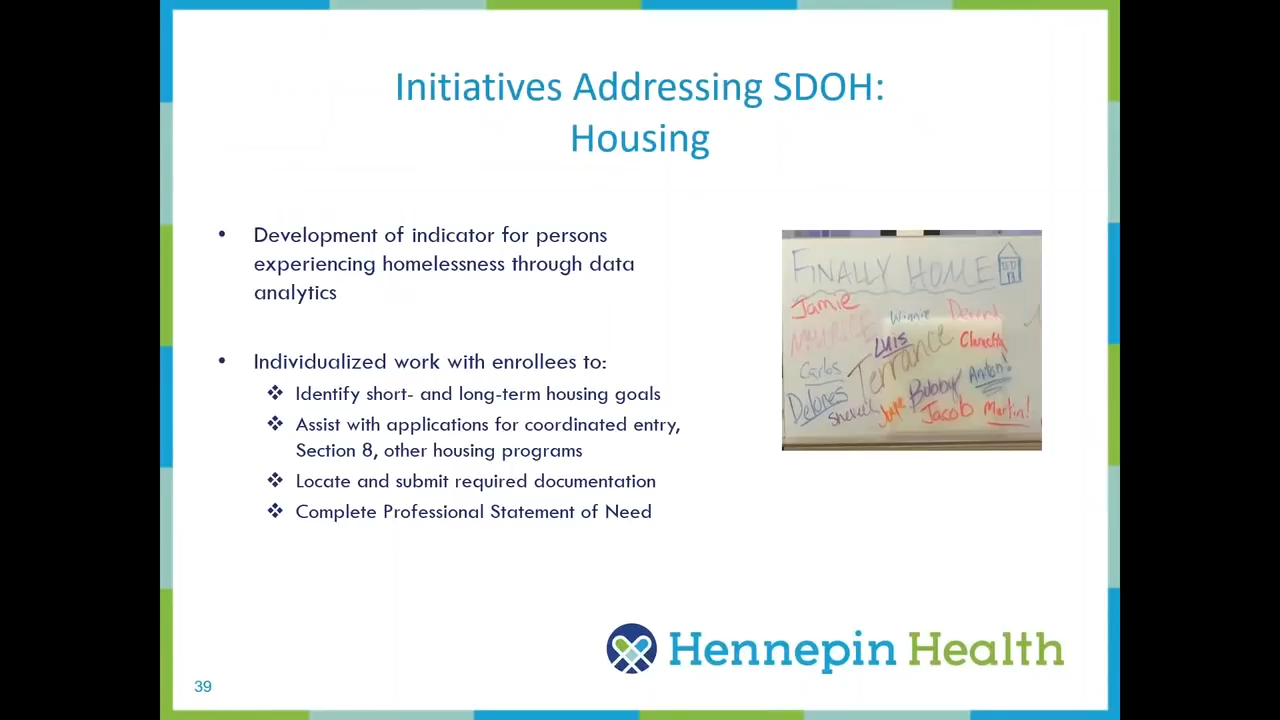 Initiatives Addressing SDOH:
Housing
• Development of indicator for persons
experiencing homelessness through data
analytics
• Individualized work with enrollees to:
❖ Identify short- and long-term housing goals
❖ Assist with applications for coordinated entry,
Section 8, other housing programs
❖ Locate and submit required documentation
❖ Complete Professional Statement of Need
FINALLY HOME
Jamie
Winnie
MAURICE
Luis
Terrance
Carlos
Anton!
Bobby
Delores
Jacob
Martin!
Hennepin Health
39